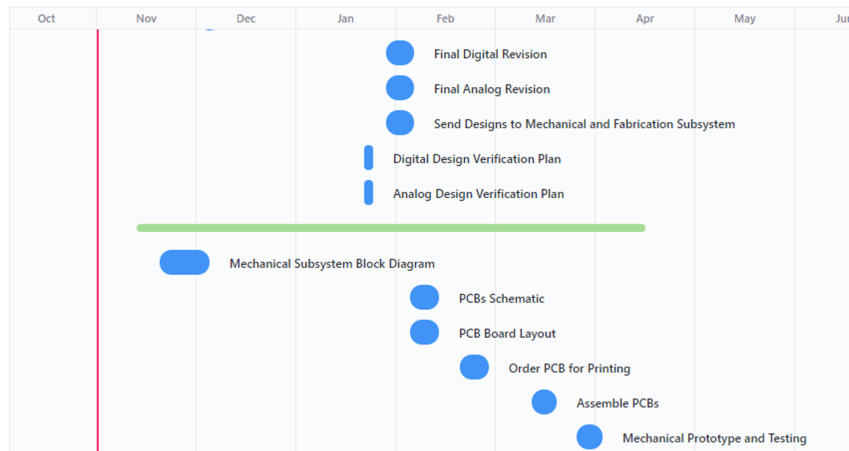 Oct Nov Dec Jan Feb Mar Apr May Ju
Final Digital Revision
Final Analog Revision
Send Designs to Mechanical and Fabrication Subsystem
Digital Design Verification Plan
Analog Design Verification Plan
Mechanical Subsystem Block Diagram
PCBs Schematic
PCB Board Layout
Order PCB for Printing
Assemble PCBs
Mechanical Prototype and Testing